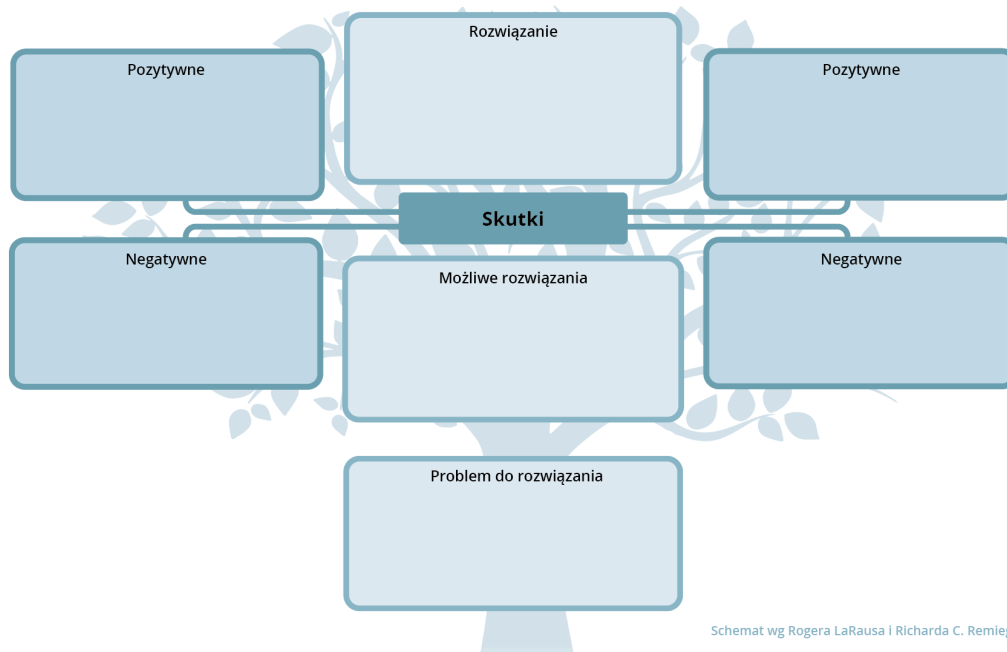 Rozwiązanie
Pozytywne
Pozytywne
Skutki
Negatywne
Negatywne
Możliwe rozwiązania
Problem do rozwiązania
Schemat wg Rogera LaRausa i Richarda C. Remieg